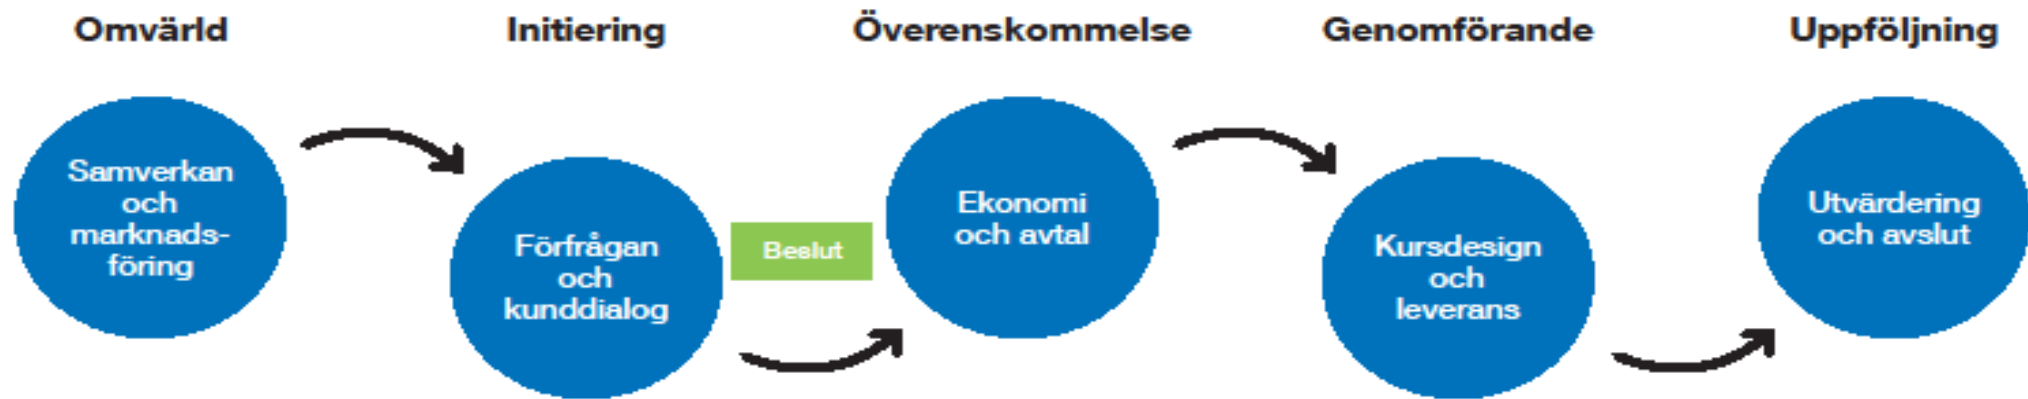 Omvärld
Initiering
Överenskommelse
Genomförande
Uppföljning
Samverkan
och
marknads-
föring
Förfrågan
och
kunddialog
Beslut
Ekonomi
och avtal
Kursdesign
och
leverans
Utvärdering
och avslut